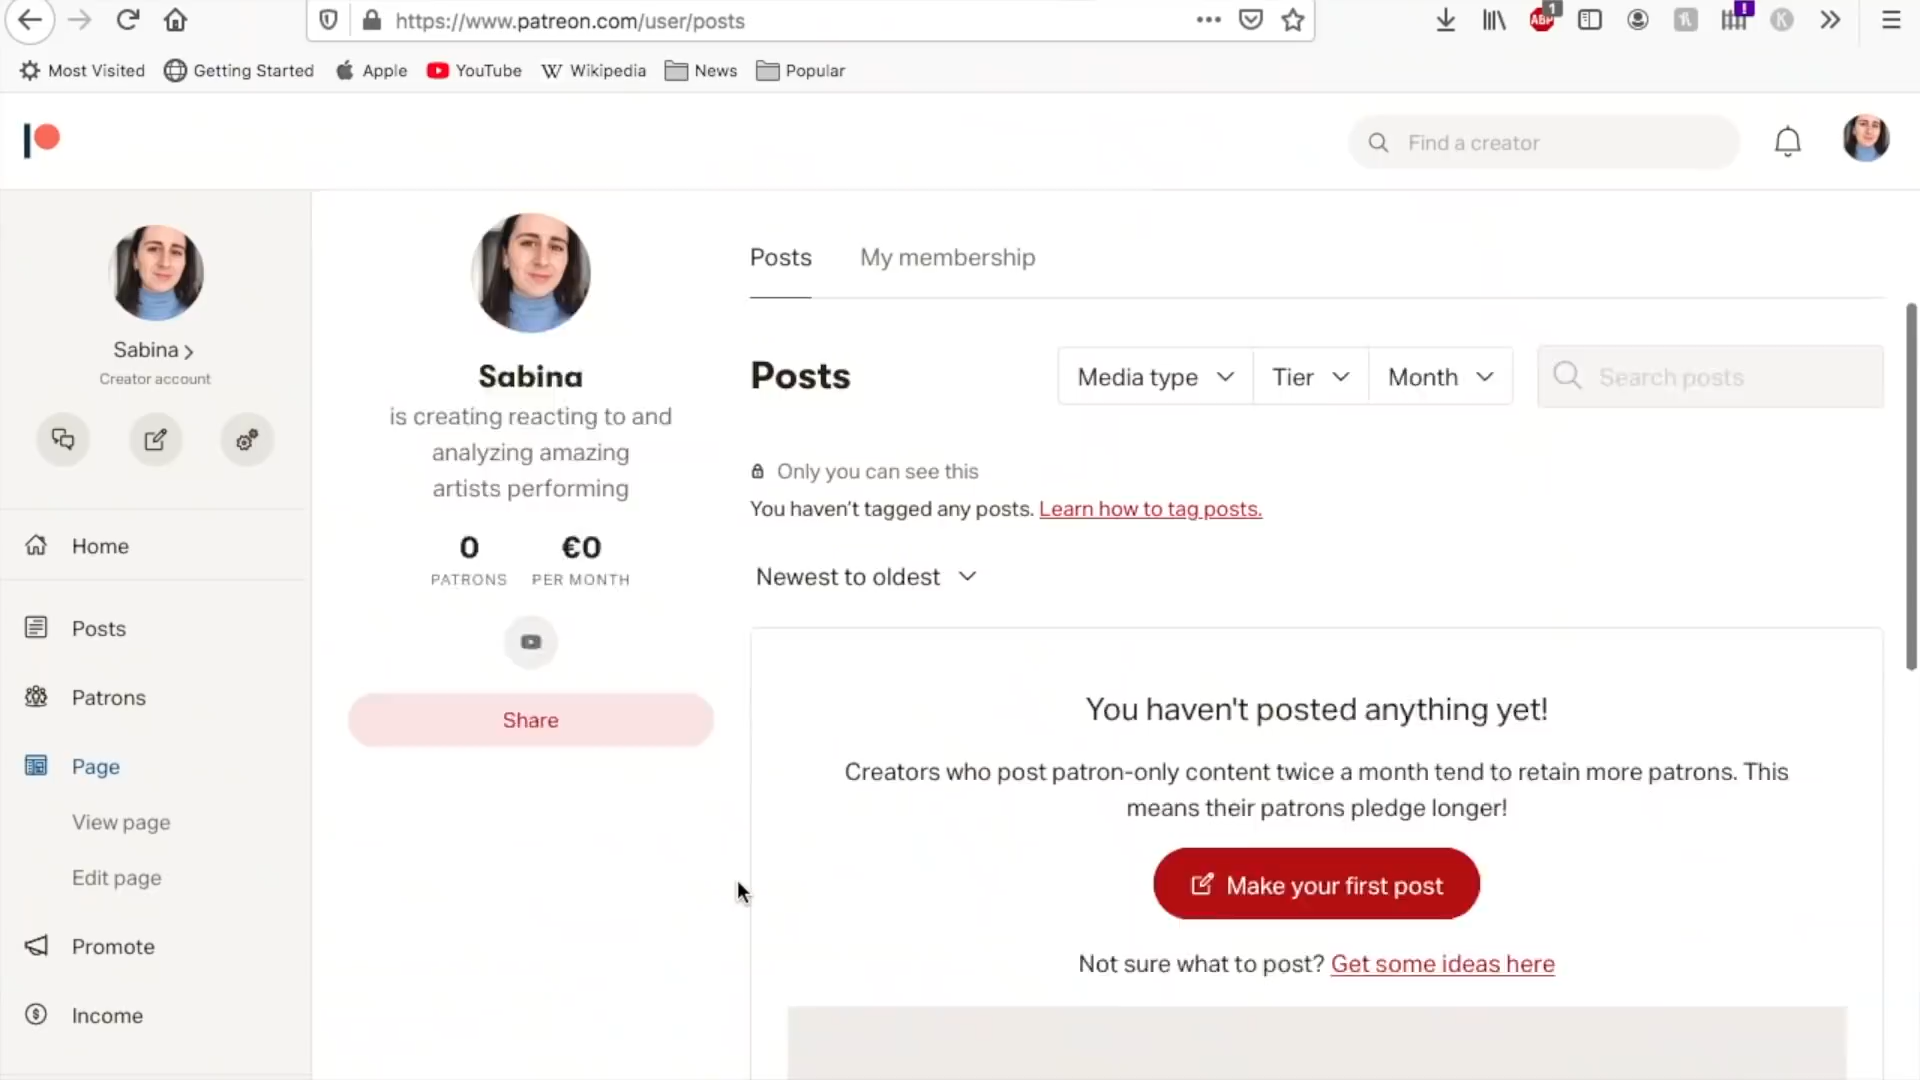 https://www.patreon.com/user/posts
ABP
1
!
K
Most Visited
Getting Started
Apple
YouTube
W Wikipedia
News
Popular
Find a creator
Sabina
Creator account
Home
Posts
Patrons
Page
View page
Edit page
Promote
Income
Sabina
is creating reacting to and
analyzing amazing
artists performing
0 €0
PATRONS PER MONTH
Share
Posts My membership
Posts
Media type
Tier
Month
Search posts
Only you can see this
You haven't tagged any posts. Learn how to tag posts.
Newest to oldest
You haven't posted anything yet!
Creators who post patron-only content twice a month tend to retain more patrons. This
means their patrons pledge longer!
Make your first post
Not sure what to post? Get some ideas here